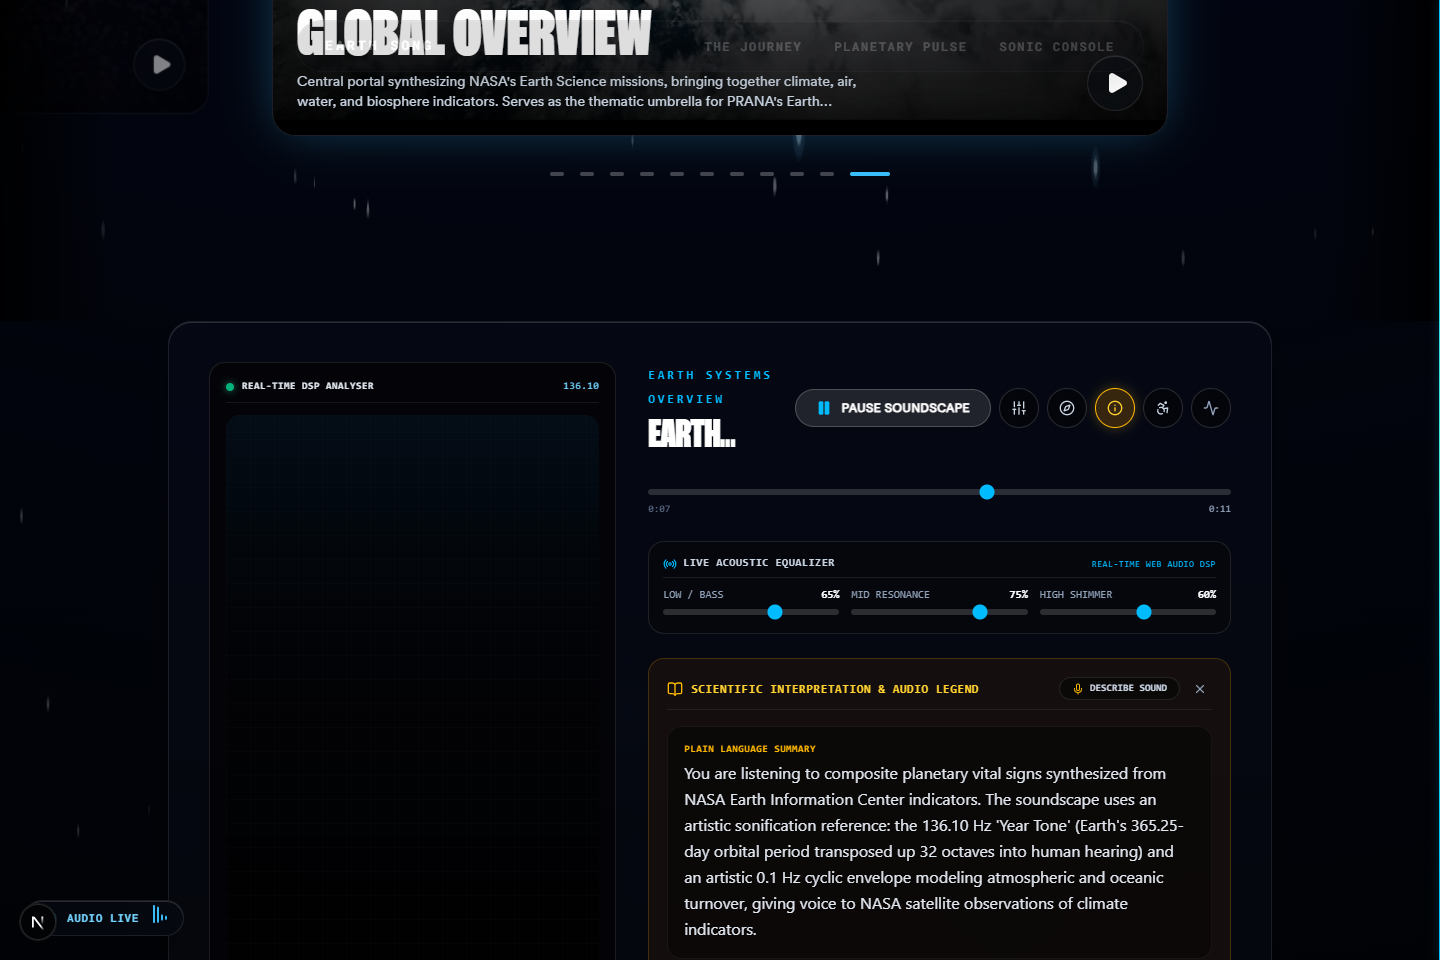 GLOBAL OVERVIEW
EARTH SONG
THE JOURNEY
PLANETARY PULSE
SONIC CONSOLE
Central portal synthesizing NASA's Earth Science missions, bringing together climate, air,
water, and biosphere indicators. Serves as the thematic umbrella for PRANA's Earth...
REAL-TIME DSP ANALYSER
136.10
EARTH SYSTEMS
OVERVIEW
EARTH...
PAUSE SOUNDSCAPE
0:07
0:11
LIVE ACOUSTIC EQUALIZER
REAL-TIME WEB AUDIO DSP
LOW / BASS
65%
MID RESONANCE
75%
HIGH SHIMMER
60%
SCIENTIFIC INTERPRETATION & AUDIO LEGEND
DESCRIBE SOUND
PLAIN LANGUAGE SUMMARY
You are listening to composite planetary vital signs synthesized from
NASA Earth Information Center indicators. The soundscape uses an
artistic sonification reference: the 136.10 Hz 'Year Tone' (Earth's 365.25-
day orbital period transposed up 32 octaves into human hearing) and
an artistic 0.1 Hz cyclic envelope modeling atmospheric and oceanic
turnover, giving voice to NASA satellite observations of climate
indicators.
N
AUDIO LIVE